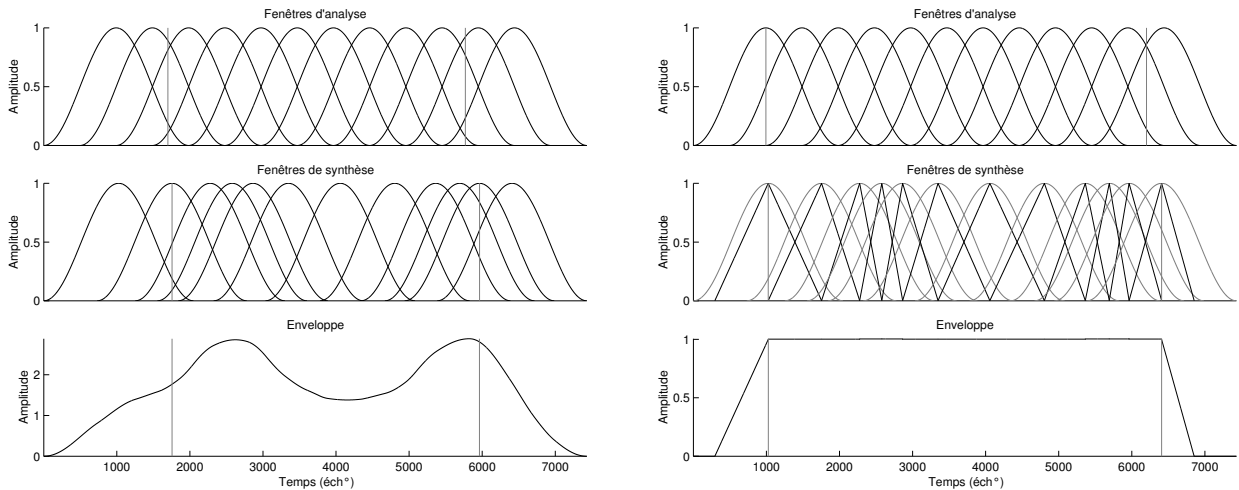 Fenêtres d'analyse
1
0.5
0
Amplitude
Fenêtres de synthèse
1
0.5
0
Amplitude
Enveloppe
2
1
0
Amplitude
1000 2000 3000 4000 5000 6000 7000
Temps (éch°)
Fenêtres d'analyse
1
0.5
0
Amplitude
Fenêtres de synthèse
1
0.5
0
Amplitude
Enveloppe
1
0.5
0
Amplitude
1000 2000 3000 4000 5000 6000 7000
Temps (éch°)